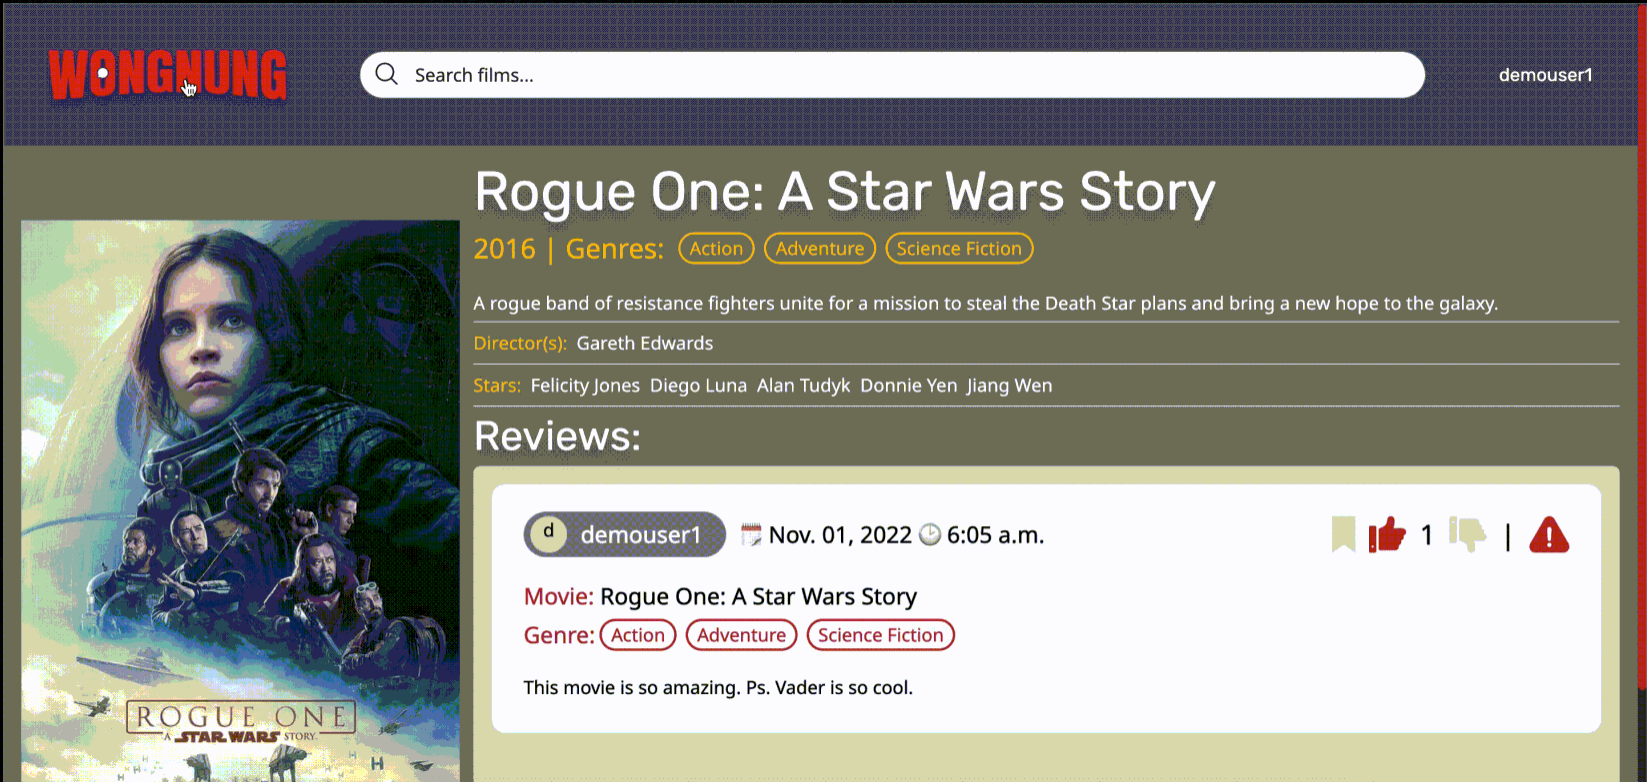 WONGNUNG
Search films...
demouser1
Rogue One: A Star Wars Story
2016 | Genres: Action Adventure Science Fiction
A rogue band of resistance fighters unite for a mission to steal the Death Star plans and bring a new hope to the galaxy.
Director(s): Gareth Edwards
Stars: Felicity Jones Diego Luna Alan Tudyk Donnie Yen Jiang Wen
Reviews:
d demouser1 Nov. 01, 2022 6:05 a.m. 1 |
Movie: Rogue One: A Star Wars Story
Genre: Action Adventure Science Fiction
This movie is so amazing. Ps. Vader is so cool.
ROGUE ONE
A STAR WARS STORY